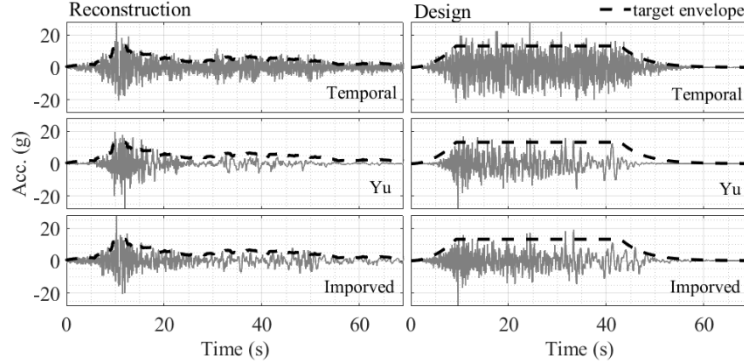 Reconstruction
Design
target envelope
20
0
-20
Temporal
Temporal
Acc. (g)
20
0
-20
Yu
Yu
20
0
-20
Imporved
Imporved
0 20 40 60
0 20 40 60
Time (s)
Time (s)